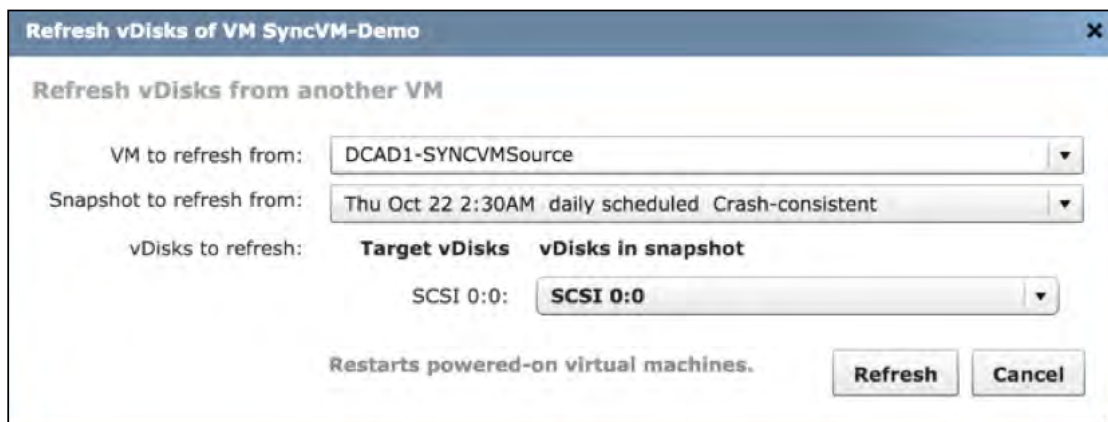 Refresh vDisks of VM SyncVM-Demo
Refresh vDisks from another VM
VM to refresh from: DCAD1-SYNCVMSource
Snapshot to refresh from: Thu Oct 22 2:30AM daily scheduled Crash-consistent
vDisks to refresh: Target vDisks vDisks in snapshot
SCSI 0:0: SCSI 0:0
Restarts powered-on virtual machines. Refresh Cancel